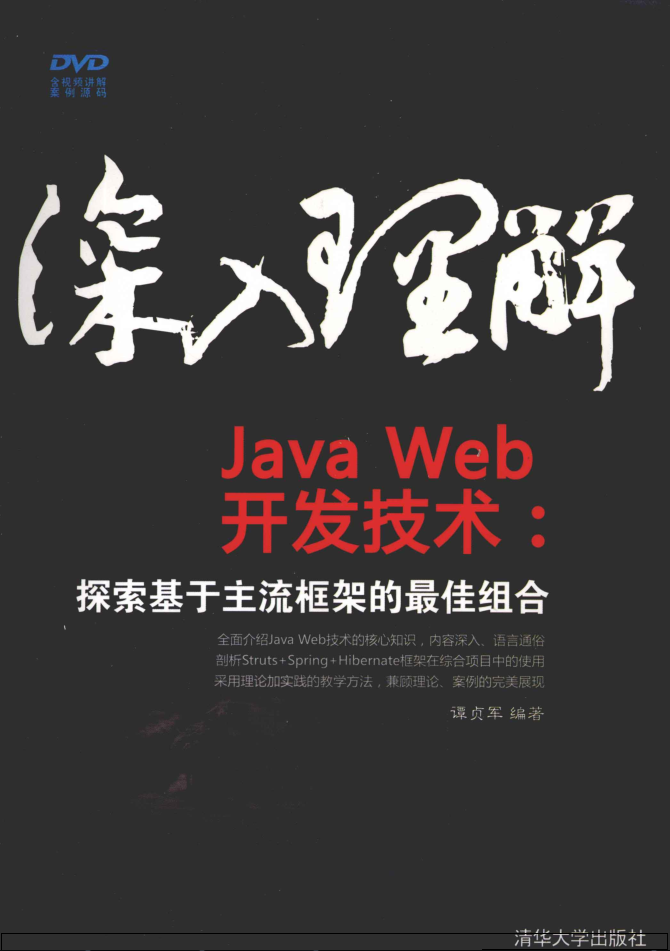 DVD
含视频讲解
案例源码
深入理解
Java Web
开发技术：
探索基于主流框架的最佳组合
全面介绍Java Web技术的核心知识，内容深入、语言通俗
剖析Struts+Spring+Hibernate框架在综合项目中的使用
采用理论加实践的教学方法，兼顾理论、案例的完美展现
谭贞军 编著
清华大学出版社